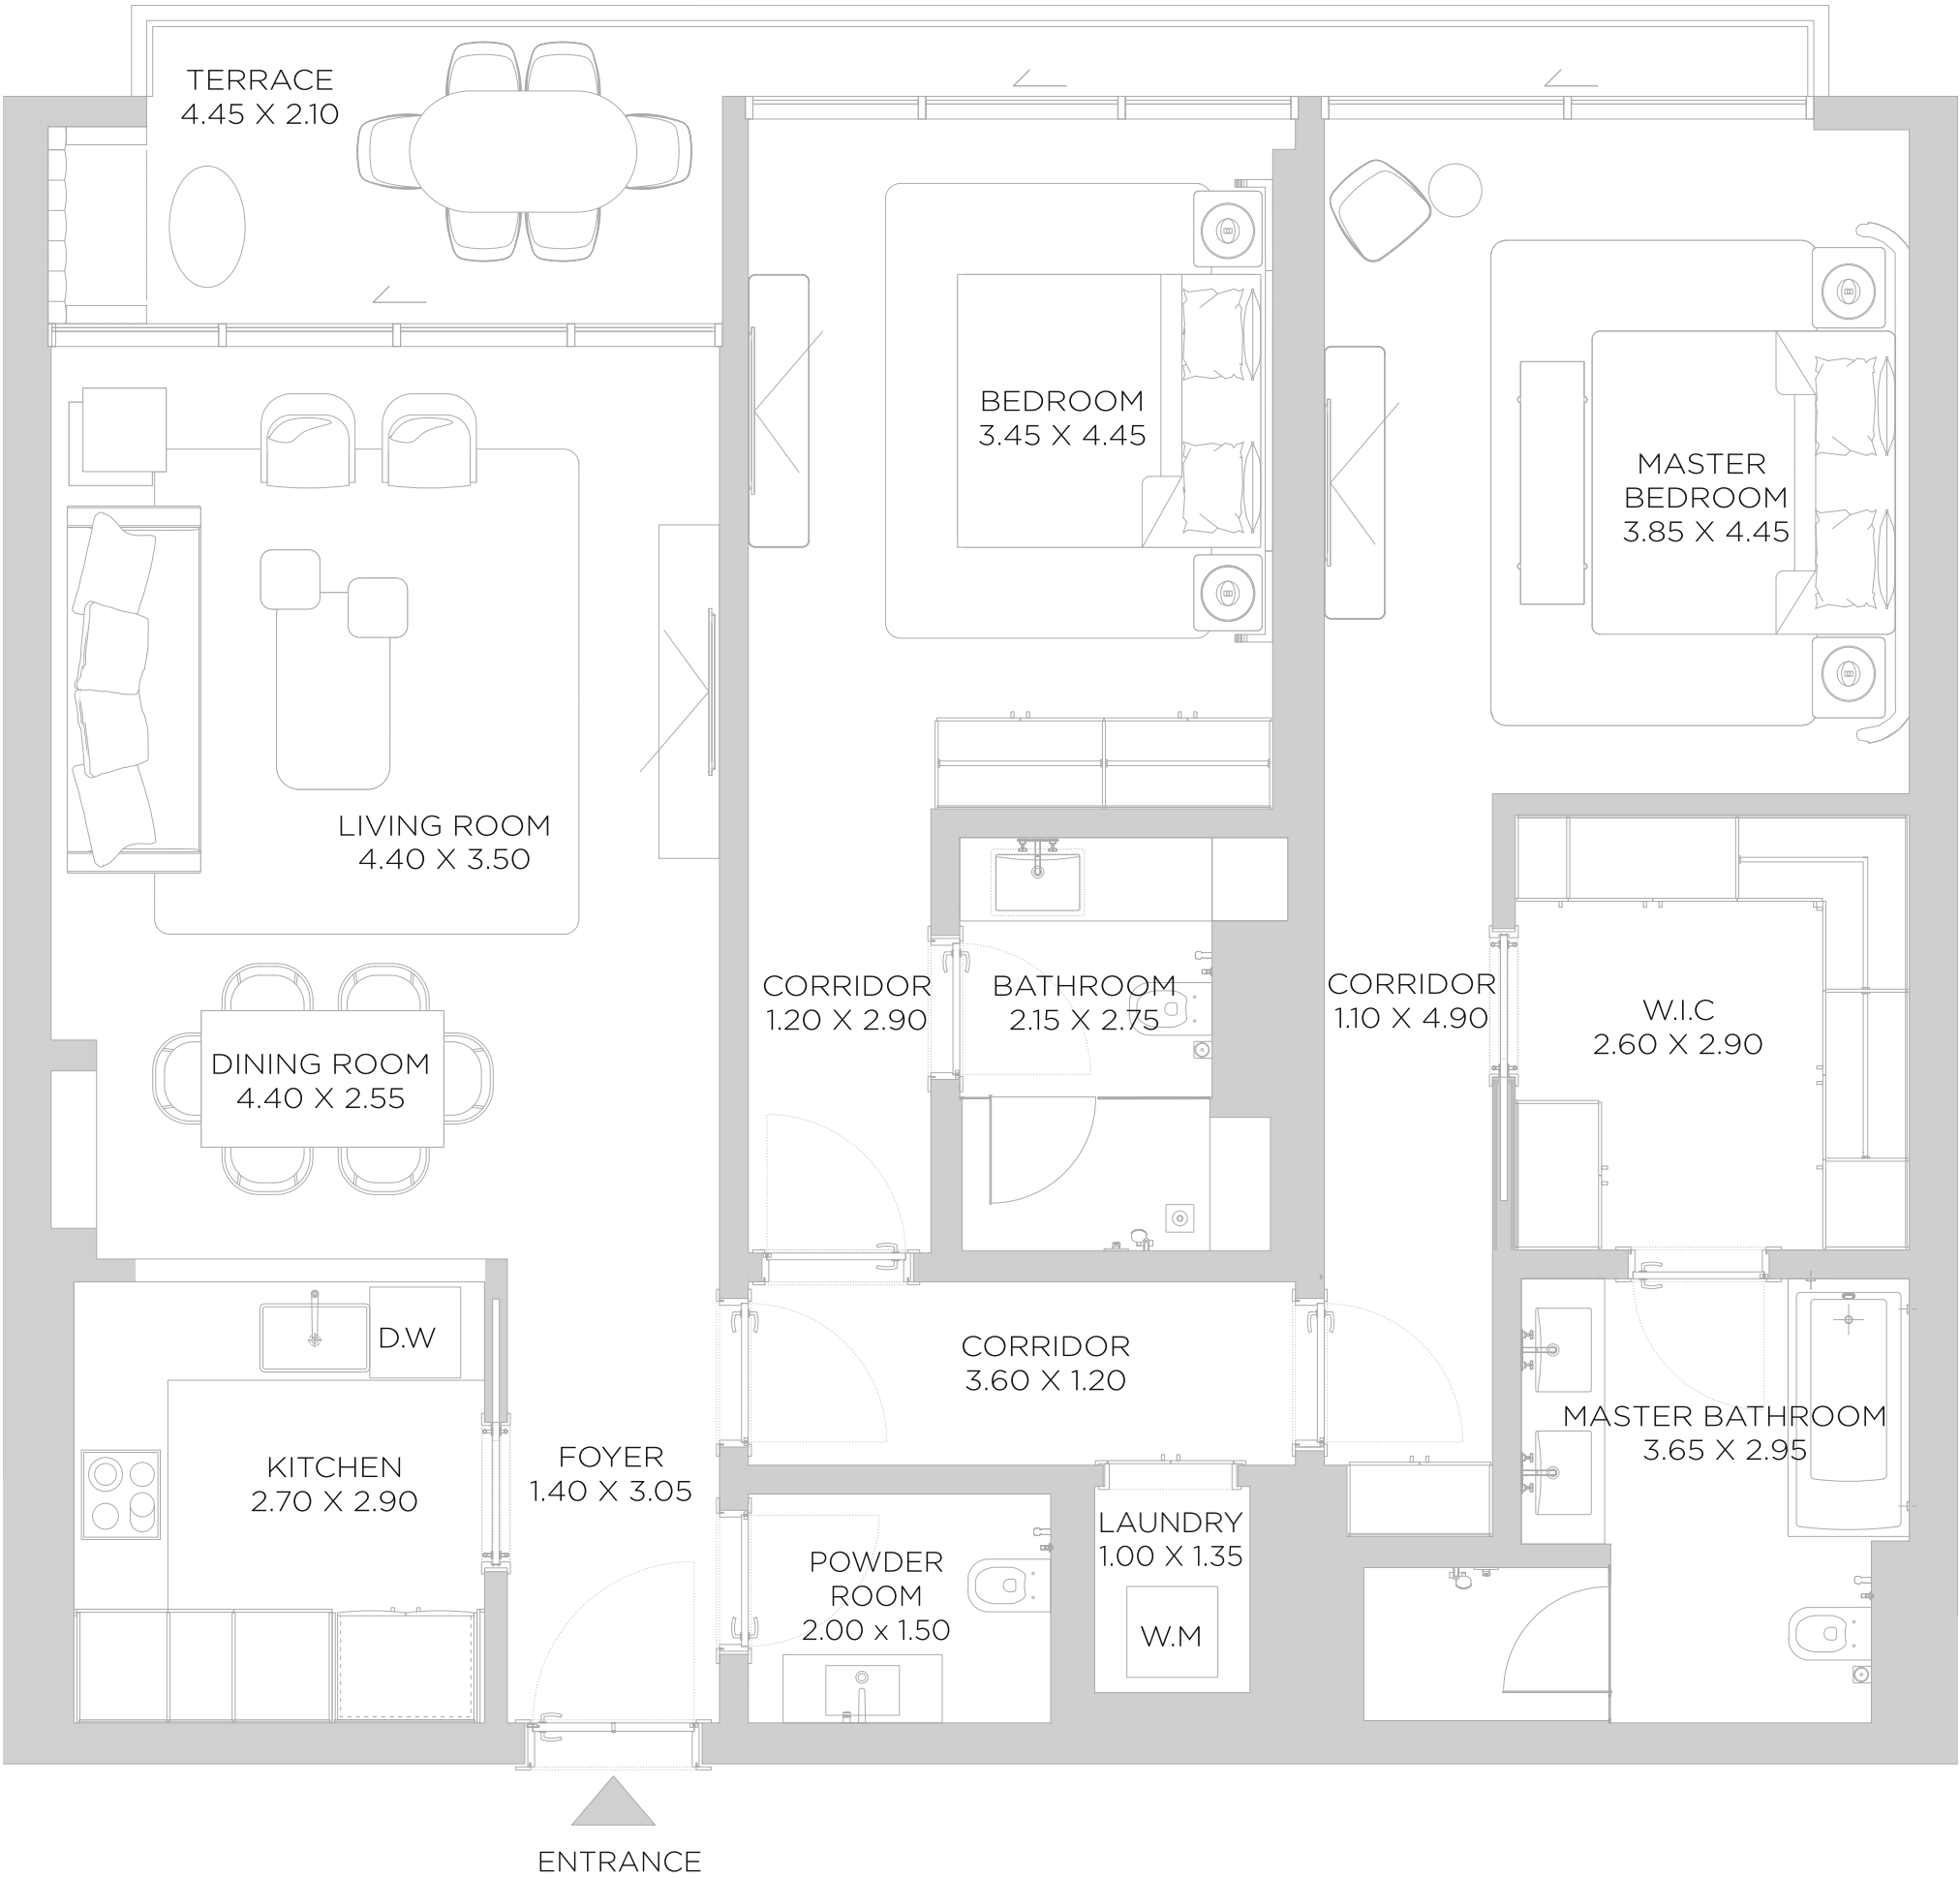 TERRACE
4.45 X 2.10
BEDROOM
3.45 X 4.45
MASTER
BEDROOM
3.85 X 4.45
LIVING ROOM
4.40 X 3.50
CORRIDOR
1.20 X 2.90
BATHROOM
2.15 X 2.75
CORRIDOR
1.10 X 4.90
W.I.C
2.60 X 2.90
DINING ROOM
4.40 X 2.55
D.W
CORRIDOR
3.60 X 1.20
MASTER BATHROOM
3.65 X 2.95
KITCHEN
2.70 X 2.90
FOYER
1.40 X 3.05
LAUNDRY
1.00 X 1.35
POWDER
ROOM
2.00 x 1.50
W.M
ENTRANCE